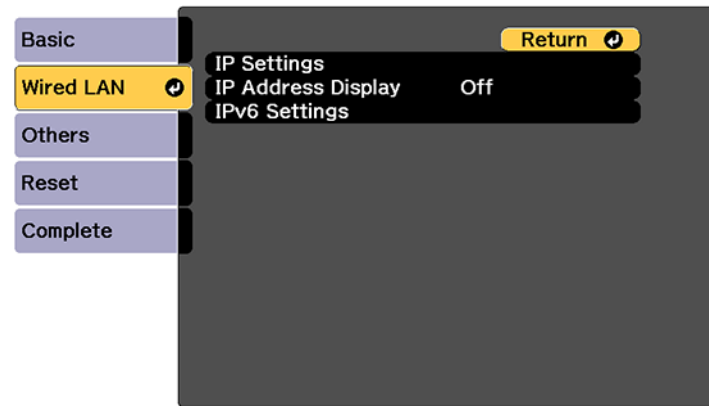 Basic
Wired LAN
Others
Reset
Complete
Return
IP Settings
IP Address Display Off
IPv6 Settings